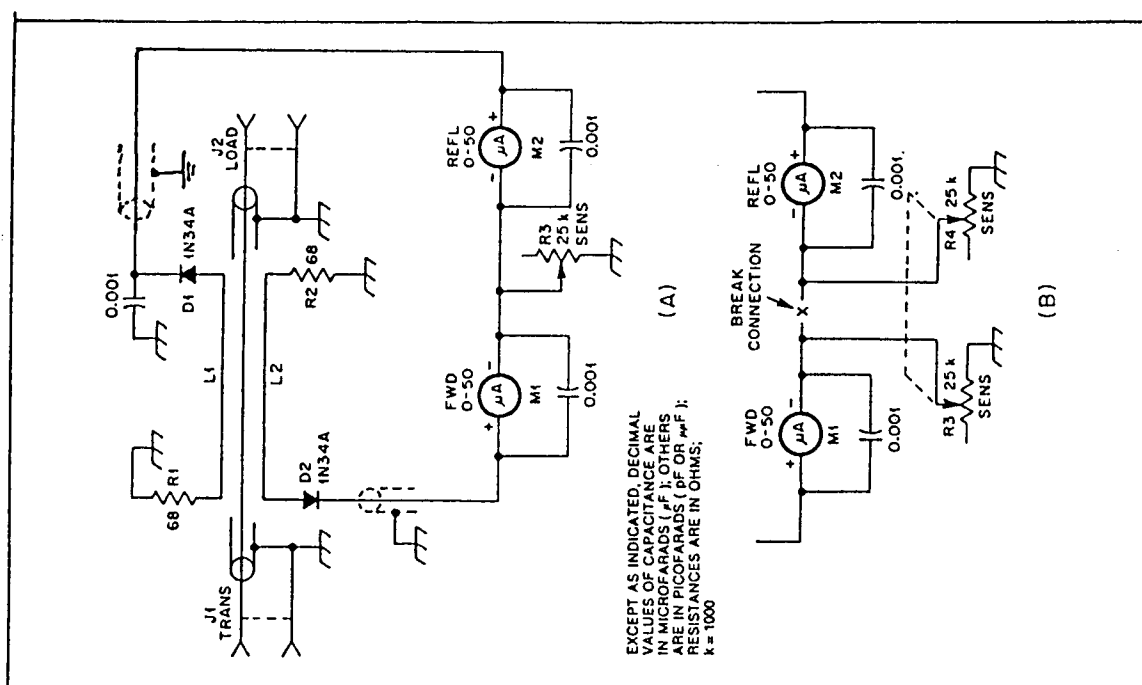 J1
TRANS
R1
68
L1
0.001
D1
1N34A
J2
LOAD
L2
R2
68
D2
1N34A
FWD
0-50
+
-
μA
M1
0.001
R3
25 k
SENS
REFL
0-50
-
+
μA
M2
0.001
(A)
EXCEPT AS INDICATED, DECIMAL
VALUES OF CAPACITANCE ARE
IN MICROFARADS (μF); OTHERS
ARE IN PICOFARADS (pF OR μμF);
RESISTANCES ARE IN OHMS;
k = 1000
FWD
0-50
+
-
μA
M1
0.001
BREAK
CONNECTION
X
REFL
0-50
-
+
μA
M2
0.001
R3
25 k
SENS
R4
25 k
SENS
(B)